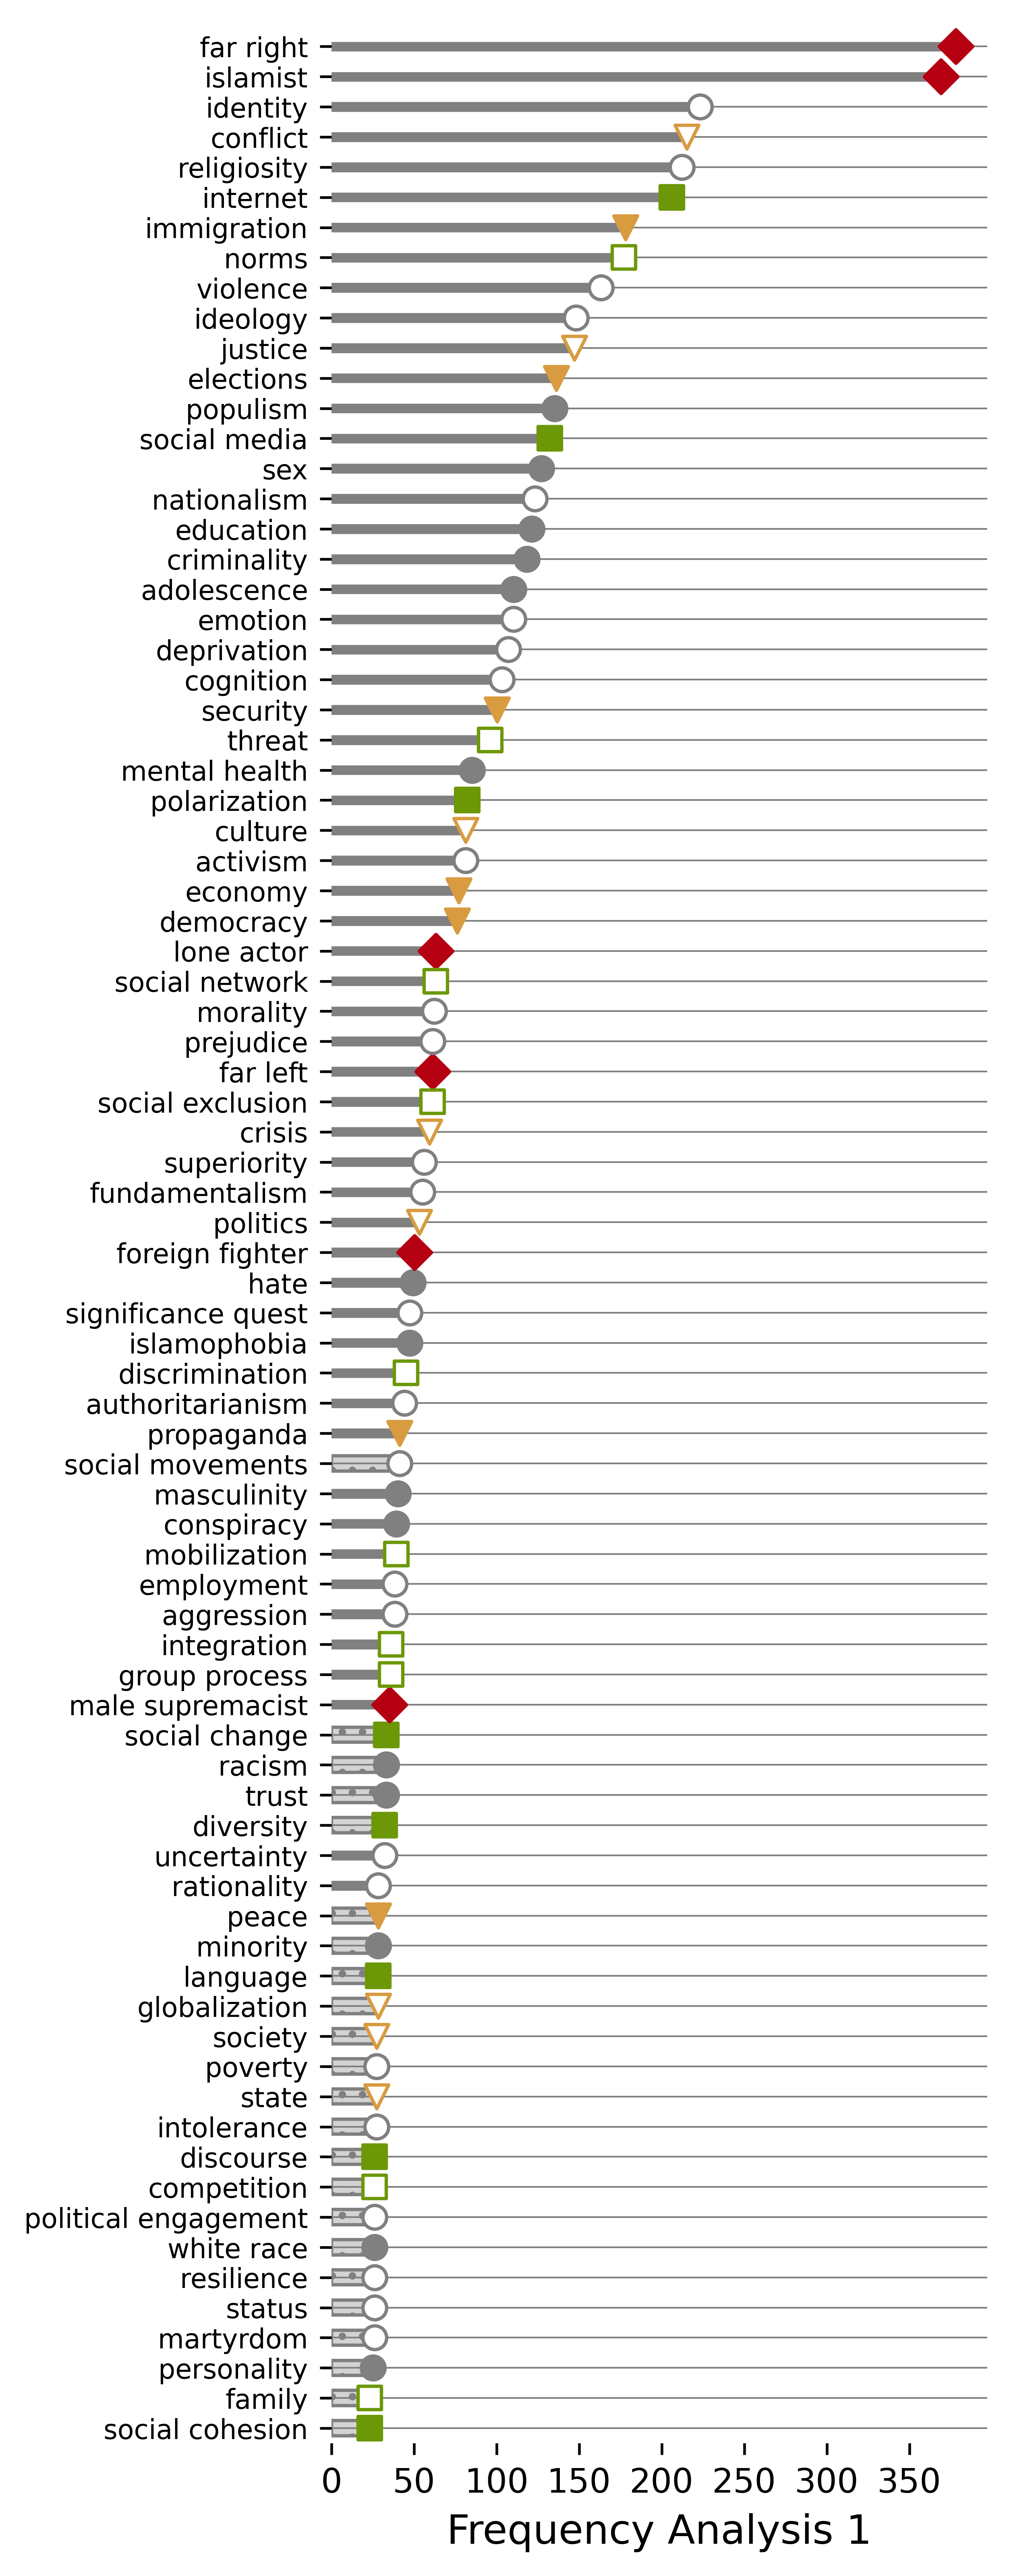 far right
islamist
identity
conflict
religiosity
internet
immigration
norms
violence
ideology
justice
elections
populism
social media
sex
nationalism
education
criminality
adolescence
emotion
deprivation
cognition
security
threat
mental health
polarization
culture
activism
economy
democracy
lone actor
social network
morality
prejudice
far left
social exclusion
crisis
superiority
fundamentalism
politics
foreign fighter
hate
significance quest
islamophobia
discrimination
authoritarianism
propaganda
social movements
masculinity
conspiracy
mobilization
employment
aggression
integration
group process
male supremacist
social change
racism
trust
diversity
uncertainty
rationality
peace
minority
language
globalization
society
poverty
state
intolerance
discourse
competition
political engagement
white race
resilience
status
martyrdom
personality
family
social cohesion
0 50 100 150 200 250 300 350
Frequency Analysis 1